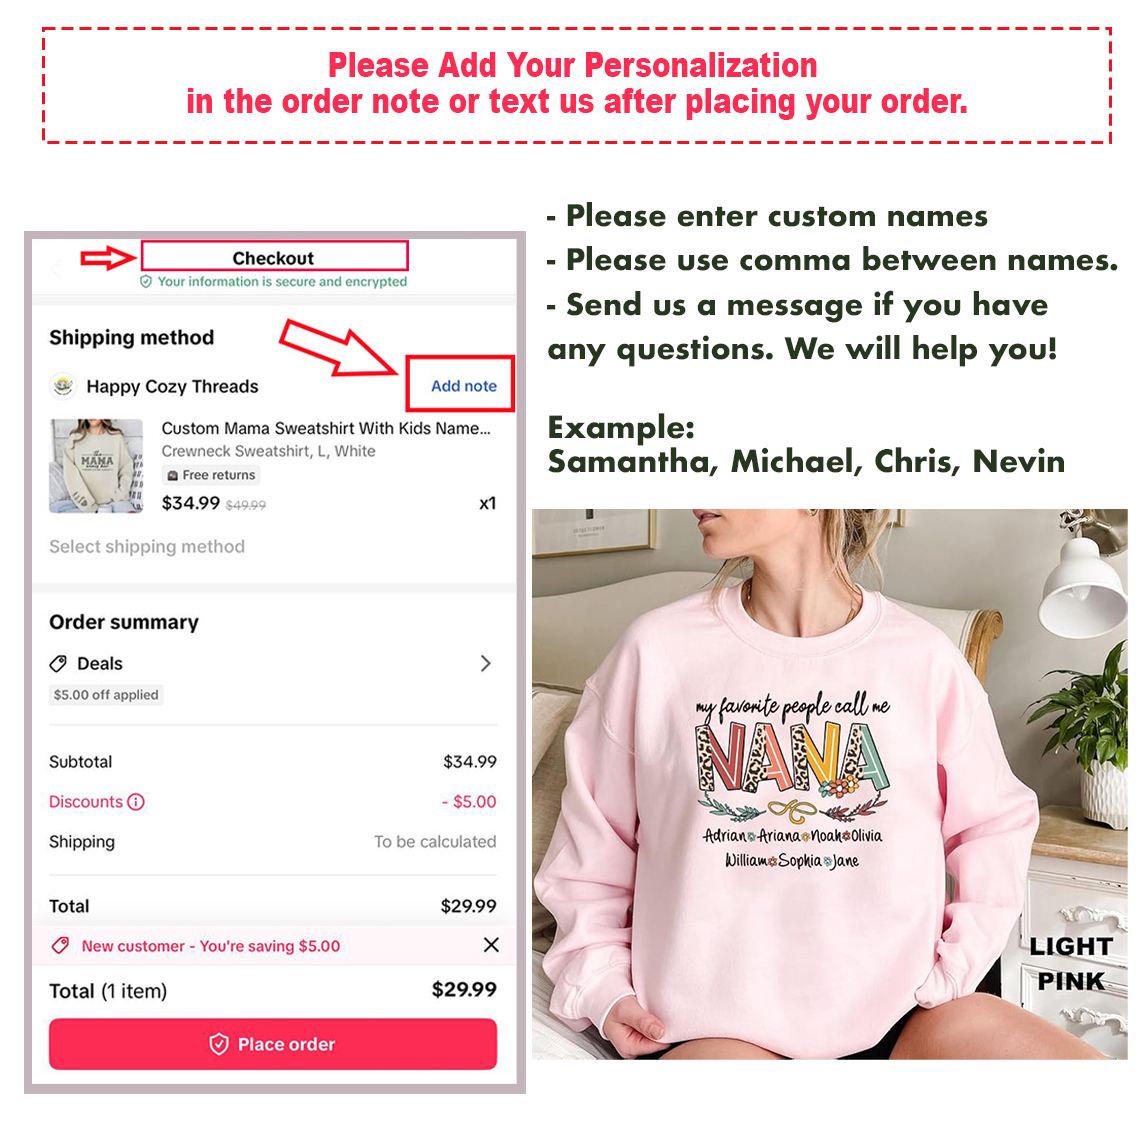 Please Add Your Personalization
in the order note or text us after placing your order.
- Please enter custom names
- Please use comma between names.
- Send us a message if you have
any questions. We will help you!
Example:
Samantha, Michael, Chris, Nevin
Checkout
Your information is secure and encrypted
Shipping method
Happy Cozy Threads
Add note
Custom Mama Sweatshirt With Kids Name...
Crewneck Sweatshirt, L, White
Free returns
$34.99 $49.99
x1
MAMA
Select shipping method
Order summary
Deals
$5.00 off applied
Subtotal
$34.99
Discounts
- $5.00
Shipping
To be calculated
Total
$29.99
New customer - You're saving $5.00
Total (1 item)
$29.99
Place order
my favorite people call me
NANA
Adrian Ariana Noah Olivia
William Sophia Jane
LIGHT
PINK